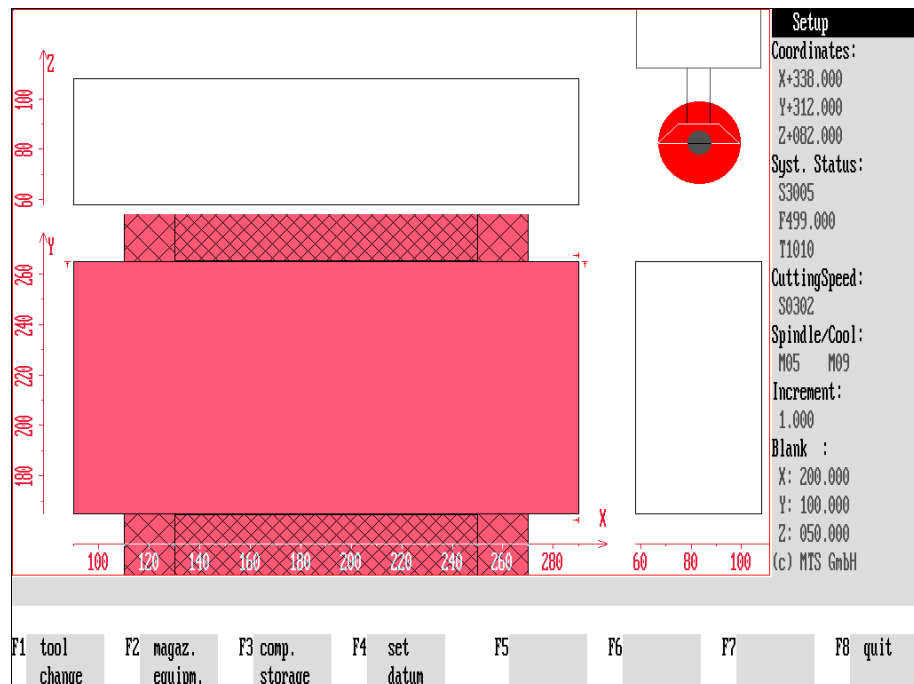 Setup
Coordinates:
X+338.000
Y+312.000
Z+082.000
Syst. Status:
S3005
F499.000
T1010
CuttingSpeed:
S0302
Spindle/Cool:
M05 M09
Increment:
1.000
Blank :
X: 200.000
Y: 100.000
Z: 050.000
(c) MTS GmbH
Z
100
80
60
Y
260
240
220
200
180
X
100 120 140 160 180 200 220 240 260 280
60 80 100
F1 tool change
F2 magaz. equipm.
F3 comp. storage
F4 set datum
F5
F6
F7
F8 quit